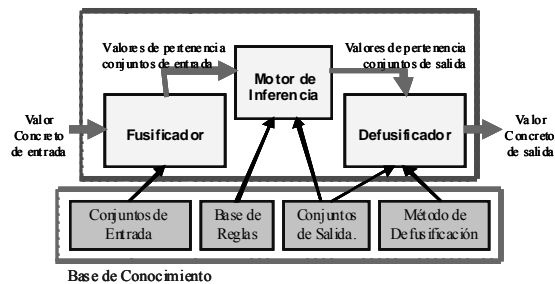 Valores de pertenencia
conjuntos de entrada
Valores de pertenencia
conjuntos de salida
Motor de
Inferencia
Valor
Concreto
de entrada
Fusificador
Defusificador
Valor
Concreto
de salida
Conjuntos de
Entrada
Base de
Reglas
Conjuntos
de Salida.
Método de
Defusificación
Base de Conocimiento